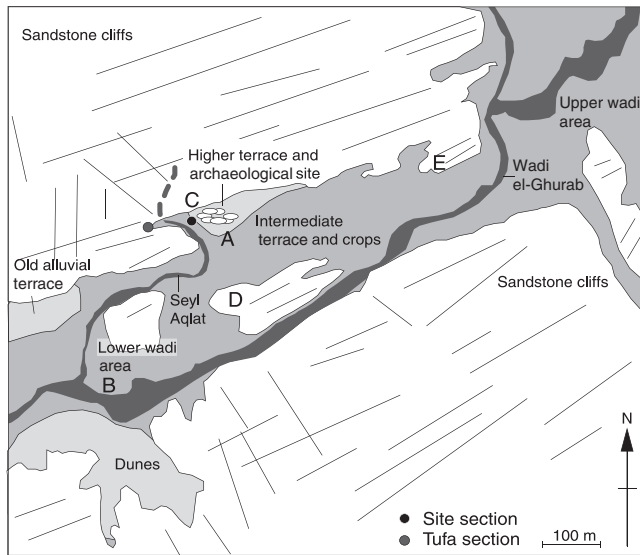 Sandstone cliffs
Upper wadi
area
Higher terrace and
archaeological site
E
C
Wadi
el-Ghurab
A
Intermediate
terrace and crops
Old alluvial
terrace
Sandstone cliffs
Seyl
Aqlat
D
Lower wadi
area
B
N
Dunes
Site section
Tufa section
100 m